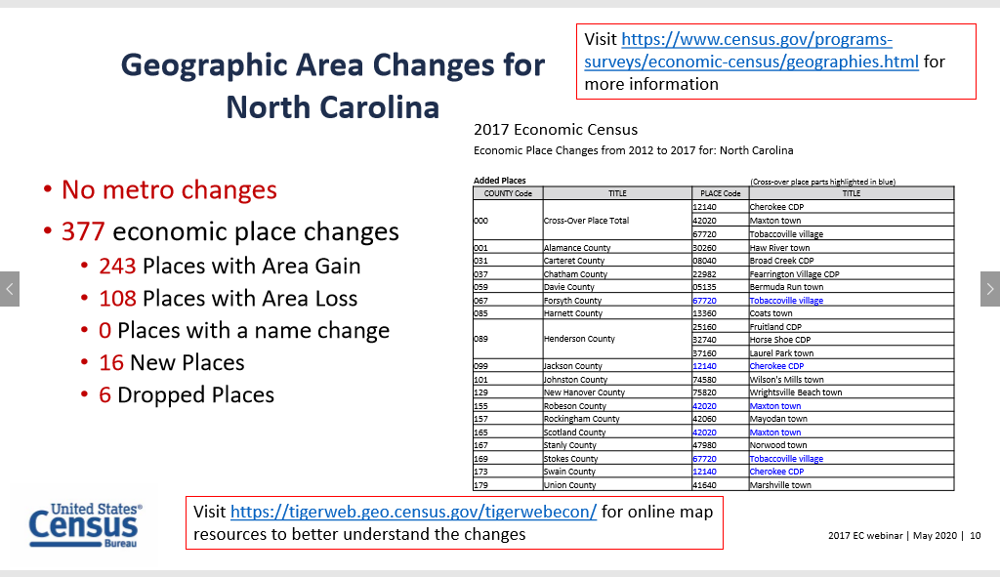 Geographic Area Changes for
North Carolina
Visit https://www.census.gov/programs-
surveys/economic-census/geographies.html for
more information
• No metro changes
• 377 economic place changes
• 243 Places with Area Gain
• 108 Places with Area Loss
• 0 Places with a name change
• 16 New Places
• 6 Dropped Places
2017 Economic Census
Economic Place Changes from 2012 to 2017 for: North Carolina
Added Places (Cross-over place parts highlighted in blue)
COUNTY Code TITLE PLACE Code TITLE
000 Cross-Over Place Total 12140 Cherokee CDP
42020 Maxton town
67720 Tobaccoville village
001 Alamance County 30260 Haw River town
031 Carteret County 08040 Broad Creek CDP
037 Chatham County 22982 Fearrington Village CDP
059 Davie County 05135 Bermuda Run town
067 Forsyth County 67720 Tobaccoville village
085 Harnett County 13360 Coats town
089 Henderson County 25160 Fruitland CDP
32740 Horse Shoe CDP
37160 Laurel Park town
099 Jackson County 12140 Cherokee CDP
101 Johnston County 74580 Wilson's Mills town
129 New Hanover County 75820 Wrightsville Beach town
155 Robeson County 42020 Maxton town
157 Rockingham County 42060 Mayodan town
165 Scotland County 42020 Maxton town
167 Stanly County 47980 Norwood town
169 Stokes County 67720 Tobaccoville village
173 Swain County 12140 Cherokee CDP
179 Union County 41640 Marshville town
United States®
Census
Bureau
Visit https://tigerweb.geo.census.gov/tigerwebecon/ for online map
resources to better understand the changes
2017 EC webinar | May 2020 | 10